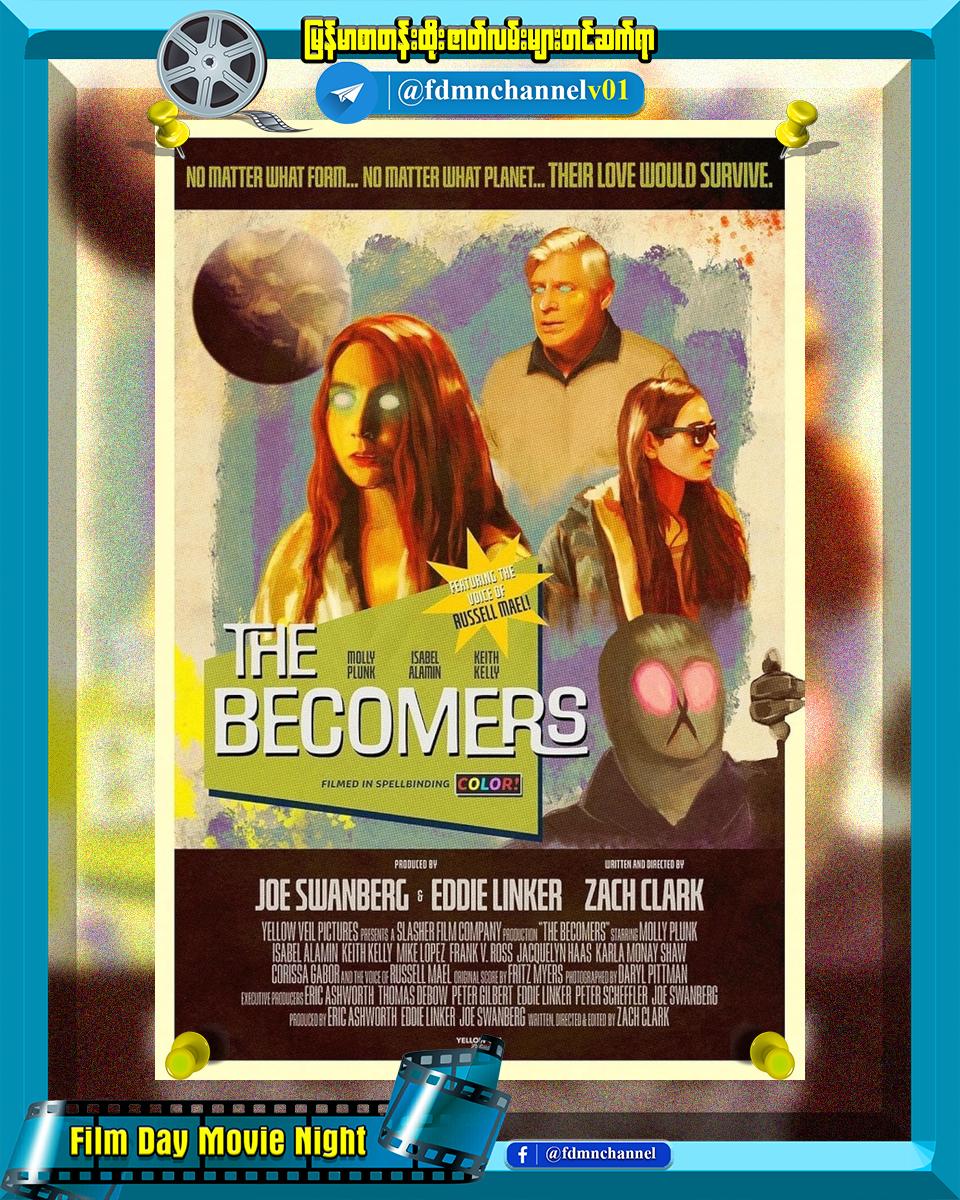 မြန်မာစာတန်းထိုး ဇာတ်လမ်းများတင်ဆက်ရာ
@fdmnchannelv01
NO MATTER WHAT FORM... NO MATTER WHAT PLANET... THEIR LOVE WOULD SURVIVE.
FEATURING THE
VOICE OF
RUSSELL MAEL!
THE
MOLLY PLUNK
ISABEL ALAMIN
KEITH KELLY
BECOMERS
FILMED IN SPELLBINDING COLOR!
PRODUCED BY
WRITTEN AND DIRECTED BY
JOE SWANBERG & EDDIE LINKER ZACH CLARK
YELLOW VEIL PICTURES PRESENTS A SLASHER FILM COMPANY PRODUCTION "THE BECOMERS" STARRING MOLLY PLUNK
ISABEL ALAMIN KEITH KELLY MIKE LOPEZ FRANK V. ROSS JACQUELYN HAAS KARLA MONAY SHAW
CORISSA GABOR AND THE VOICE OF RUSSELL MAEL ORIGINAL SCORE BY FRITZ MYERS PHOTOGRAPHED BY DARYL PITTMAN
EXECUTIVE PRODUCERS ERIC ASHWORTH THOMAS DEBOW PETER GILBERT EDDIE LINKER PETER SCHEFFLER JOE SWANBERG
PRODUCED BY ERIC ASHWORTH EDDIE LINKER JOE SWANBERG WRITTEN, DIRECTED & EDITED BY ZACH CLARK
Film Day Movie Night
@fdmnchannel